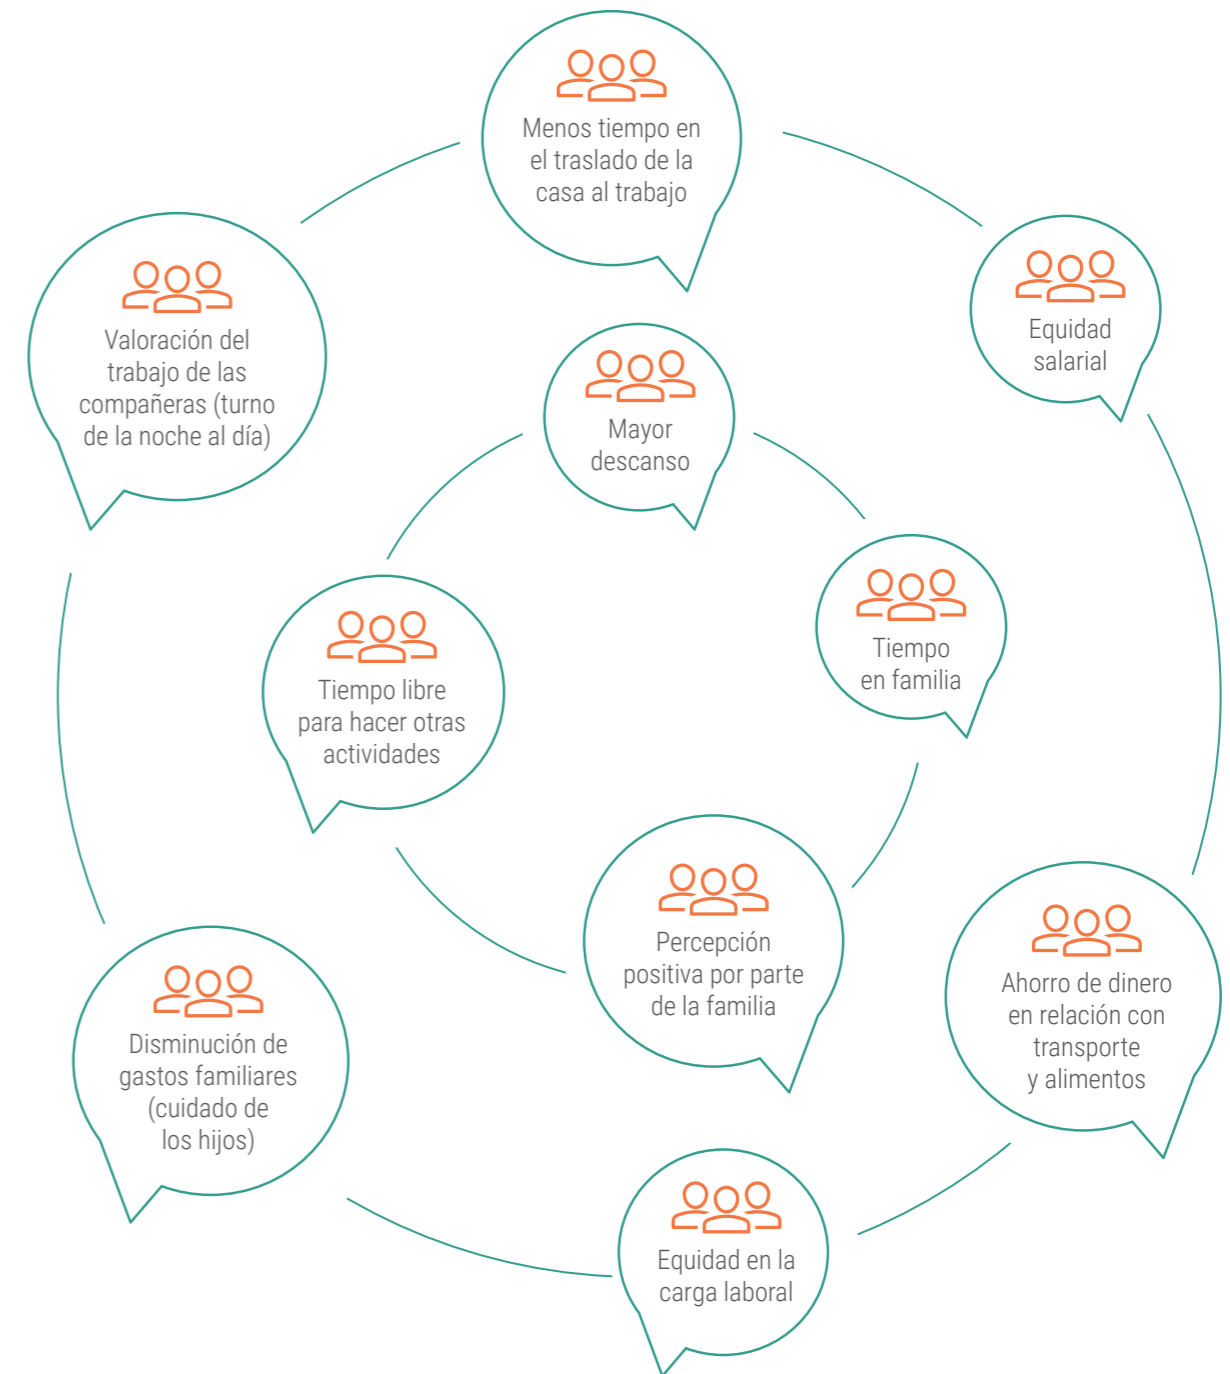 Menos tiempo en
el traslado de la
casa al trabajo
Valoración del
trabajo de las
compañeras (turno
de la noche al día)
Equidad
salarial
Mayor
descanso
Tiempo
en familia
Tiempo libre
para hacer otras
actividades
Percepción
positiva por parte
de la familia
Ahorro de dinero
en relación con
transporte
y alimentos
Disminución de
gastos familiares
(cuidado de
los hijos)
Equidad en la
carga laboral